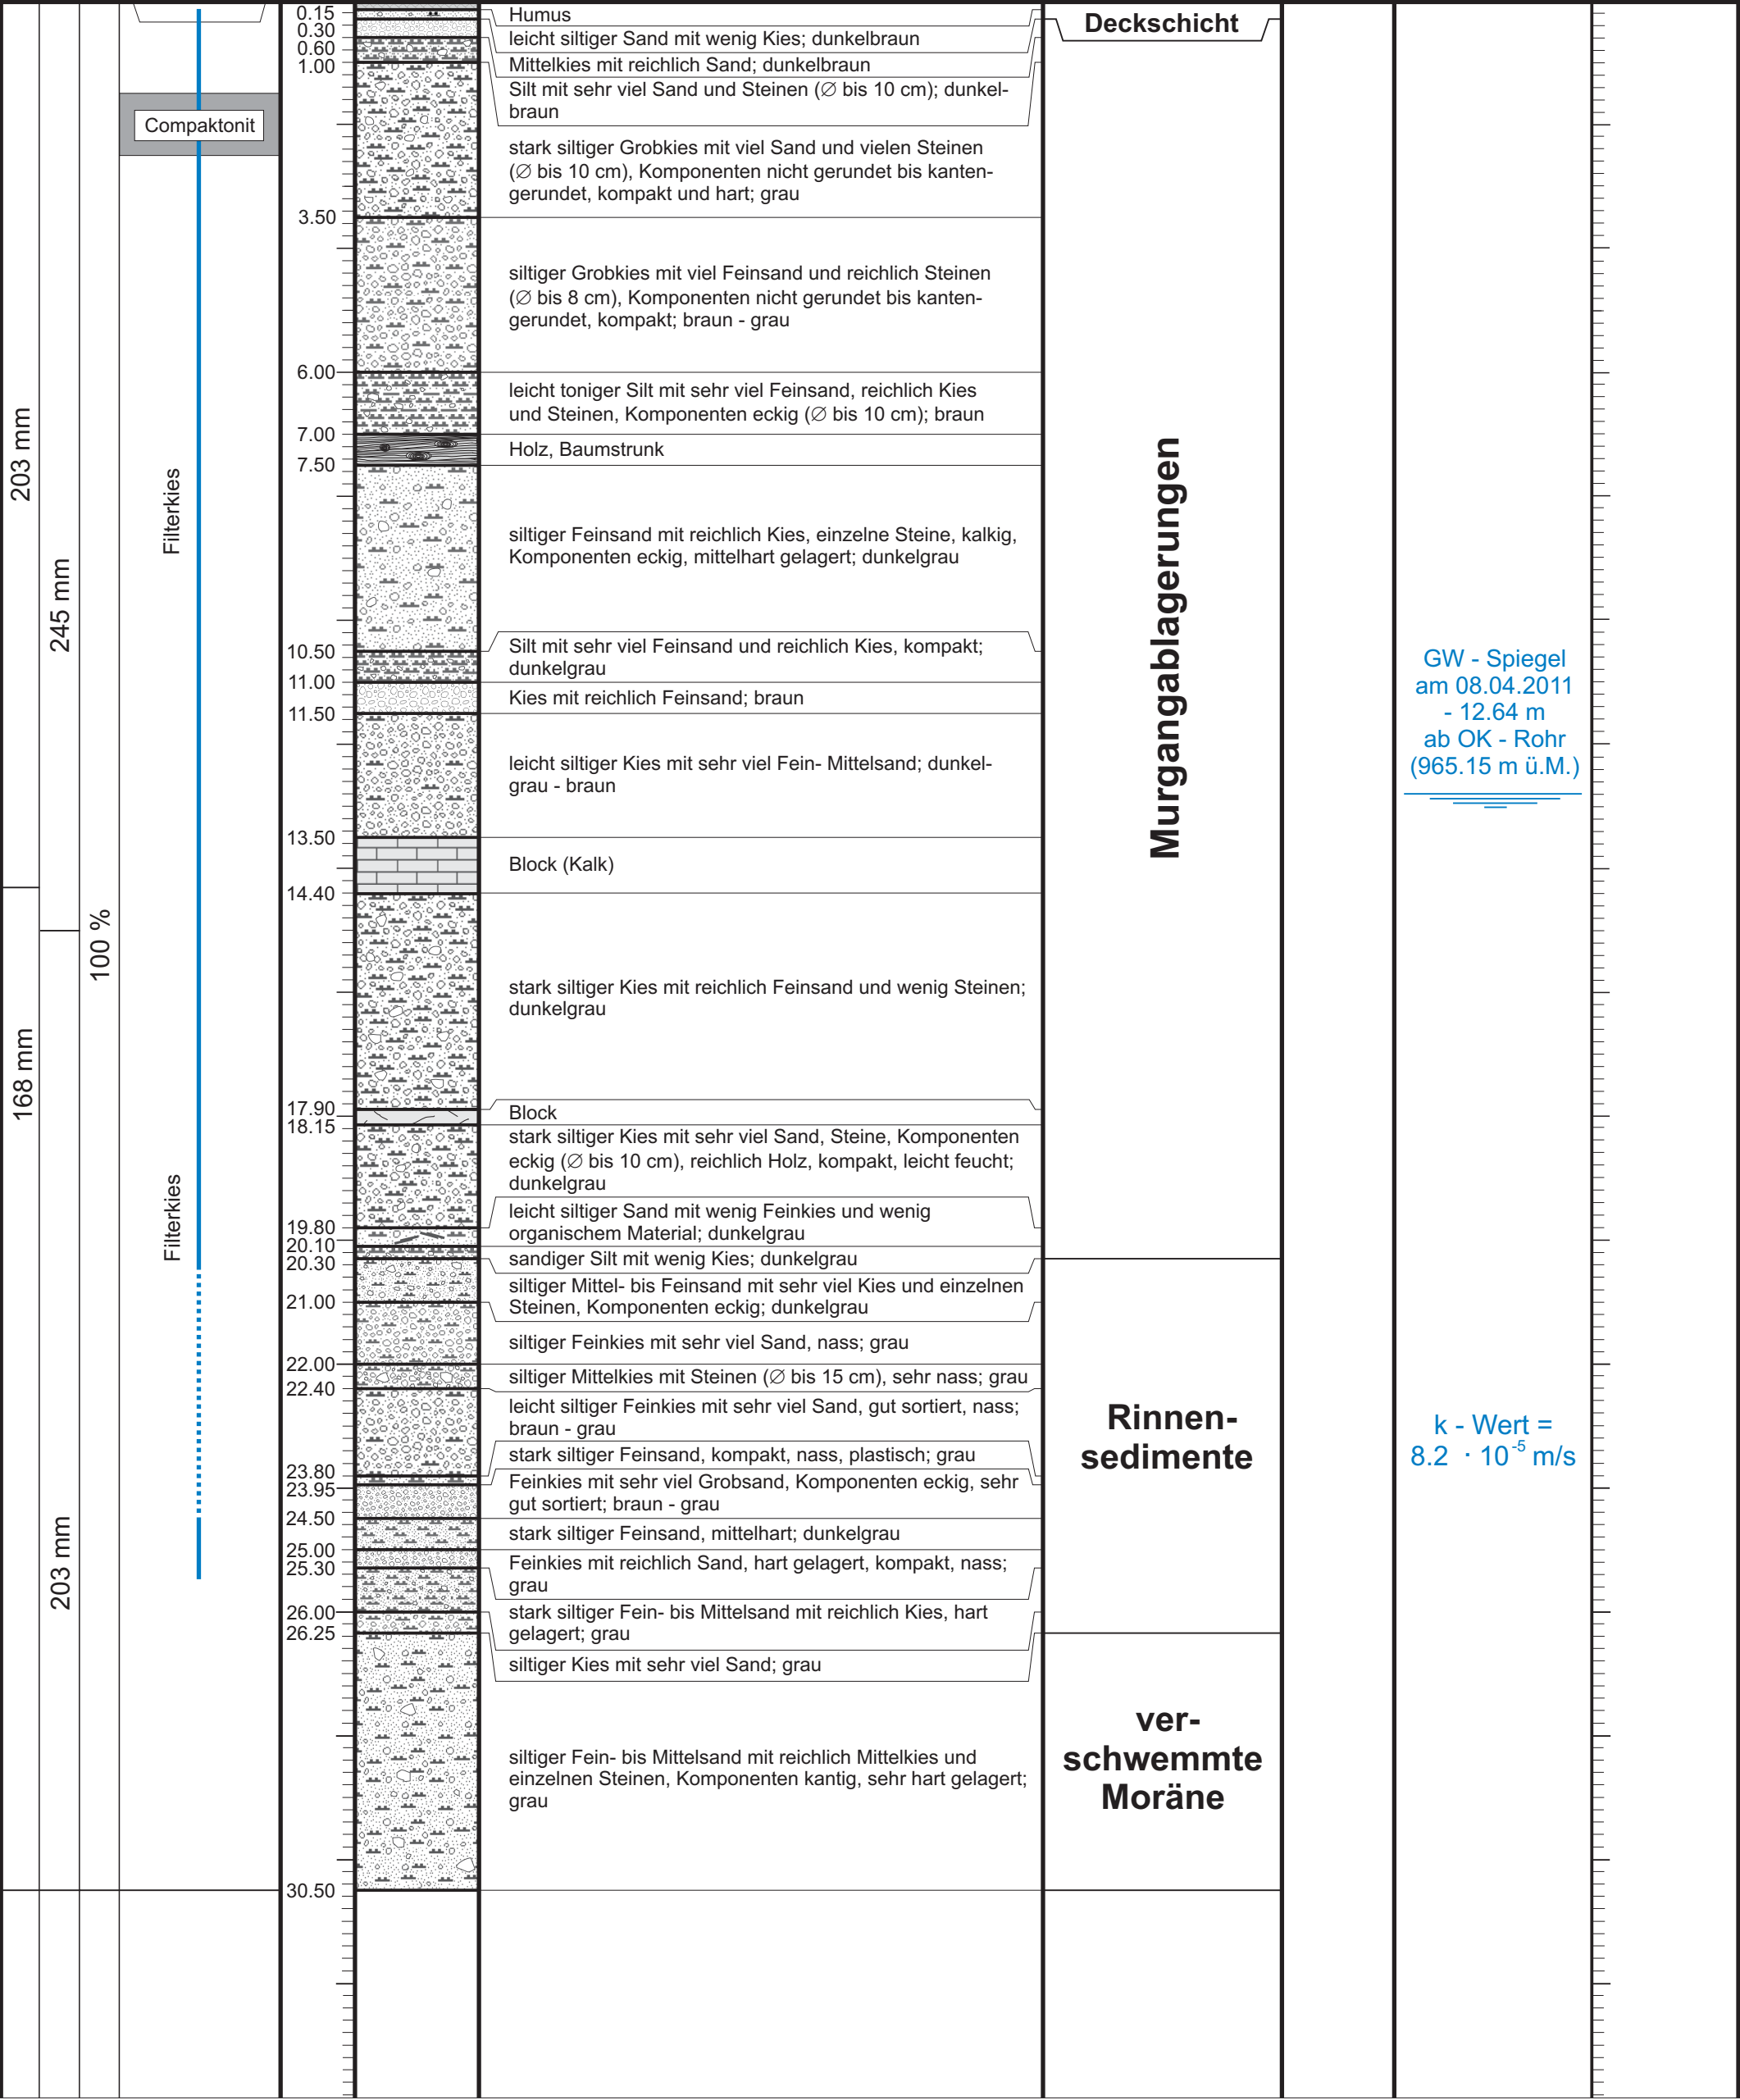 203 mm
168 mm
245 mm
203 mm
100 %
Compaktonit
Filterkies
Filterkies
0.15
0.30
0.60
1.00
3.50
6.00
7.00
7.50
10.50
11.00
11.50
13.50
14.40
17.90
18.15
19.80
20.10
20.30
21.00
22.00
22.40
23.80
23.95
24.50
25.00
25.30
26.00
26.25
30.50
Humus
leicht siltiger Sand mit wenig Kies; dunkelbraun
Mittelkies mit reichlich Sand; dunkelbraun
Silt mit sehr viel Sand und Steinen (∅ bis 10 cm); dunkel-
braun
stark siltiger Grobkies mit viel Sand und vielen Steinen
(∅ bis 10 cm), Komponenten nicht gerundet bis kanten-
gerundet, kompakt und hart; grau
siltiger Grobkies mit viel Feinsand und reichlich Steinen
(∅ bis 8 cm), Komponenten nicht gerundet bis kanten-
gerundet, kompakt; braun - grau
leicht toniger Silt mit sehr viel Feinsand, reichlich Kies
und Steinen, Komponenten eckig (∅ bis 10 cm); braun
Holz, Baumstrunk
siltiger Feinsand mit reichlich Kies, einzelne Steine, kalkig,
Komponenten eckig, mittelhart gelagert; dunkelgrau
Silt mit sehr viel Feinsand und reichlich Kies, kompakt;
dunkelgrau
Kies mit reichlich Feinsand; braun
leicht siltiger Kies mit sehr viel Fein- Mittelsand; dunkel-
grau - braun
Block (Kalk)
stark siltiger Kies mit reichlich Feinsand und wenig Steinen;
dunkelgrau
Block
stark siltiger Kies mit sehr viel Sand, Steine, Komponenten
eckig (∅ bis 10 cm), reichlich Holz, kompakt, leicht feucht;
dunkelgrau
leicht siltiger Sand mit wenig Feinkies und wenig
organischem Material; dunkelgrau
sandiger Silt mit wenig Kies; dunkelgrau
siltiger Mittel- bis Feinsand mit sehr viel Kies und einzelnen
Steinen, Komponenten eckig; dunkelgrau
siltiger Feinkies mit sehr viel Sand, nass; grau
siltiger Mittelkies mit Steinen (∅ bis 15 cm), sehr nass; grau
leicht siltiger Feinkies mit sehr viel Sand, gut sortiert, nass;
braun - grau
stark siltiger Feinsand, kompakt, nass, plastisch; grau
Feinkies mit sehr viel Grobsand, Komponenten eckig, sehr
gut sortiert; braun - grau
stark siltiger Feinsand, mittelhart; dunkelgrau
Feinkies mit reichlich Sand, hart gelagert, kompakt, nass;
grau
stark siltiger Fein- bis Mittelsand mit reichlich Kies, hart
gelagert; grau
siltiger Kies mit sehr viel Sand; grau
siltiger Fein- bis Mittelsand mit reichlich Mittelkies und
einzelnen Steinen, Komponenten kantig, sehr hart gelagert;
grau
Deckschicht
Murgangablagerungen
Rinnen-
sedimente
ver-
schwemmte
Moräne
GW - Spiegel
am 08.04.2011
- 12.64 m
ab OK - Rohr
(965.15 m ü.M.)
k - Wert =
8.2 · 10⁻⁵ m/s